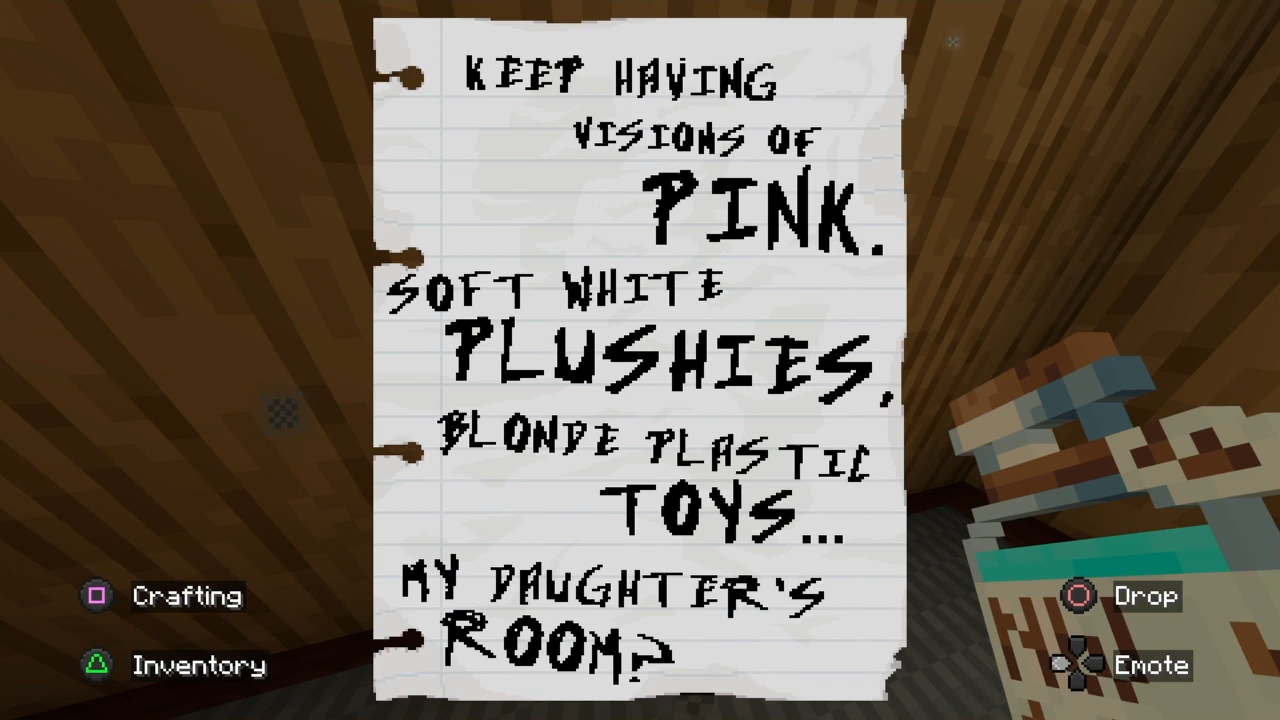 KEEP HAVING
VISIONS OF
PINK.
SOFT WHITE
PLUSHIES,
BLONDE PLASTIC
TOYS...
MY DAUGHTER'S
ROOM?
Crafting
Inventory
Drop
Emote